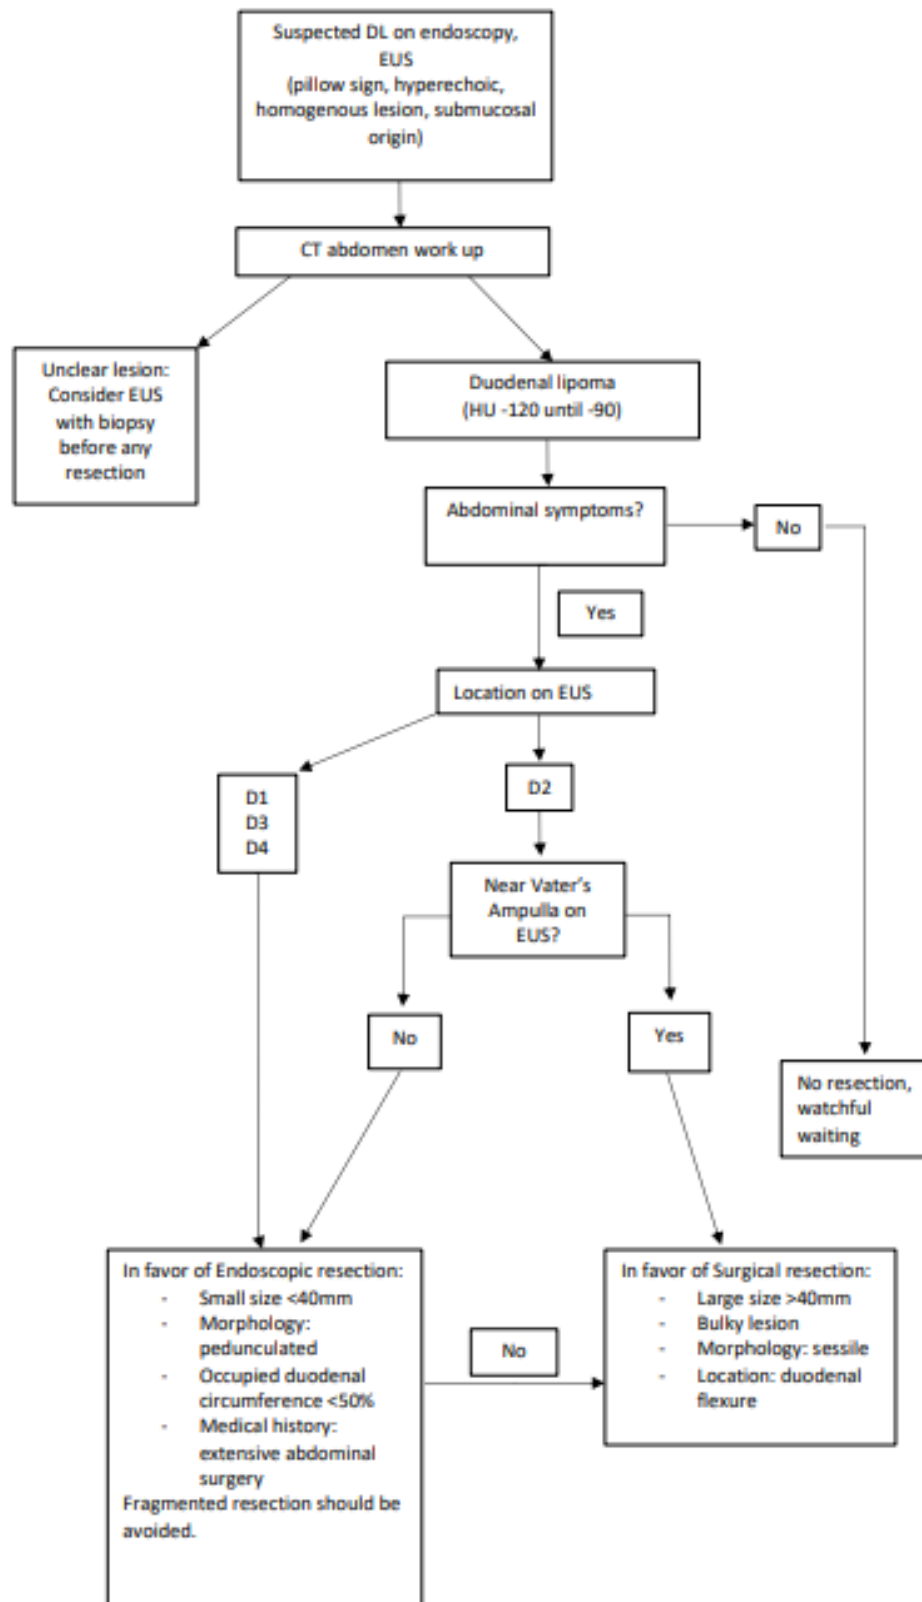 Suspected DL on endoscopy,
EUS
(pillow sign, hyperechoic,
homogenous lesion, submucosal
origin)
CT abdomen work up
Unclear lesion:
Consider EUS
with biopsy
before any
resection
Duodenal lipoma
(HU -120 until -90)
Abdominal symptoms?
No
Yes
Location on EUS
D1
D3
D4
D2
Near Vater's
Ampulla on
EUS?
No
Yes
No resection,
watchful
waiting
In favor of Endoscopic resection:
- Small size <40mm
- Morphology:
pedunculated
- Occupied duodenal
circumference <50%
- Medical history:
extensive abdominal
surgery
Fragmented resection should be
avoided.
No
In favor of Surgical resection:
- Large size >40mm
- Bulky lesion
- Morphology: sessile
- Location: duodenal
flexure